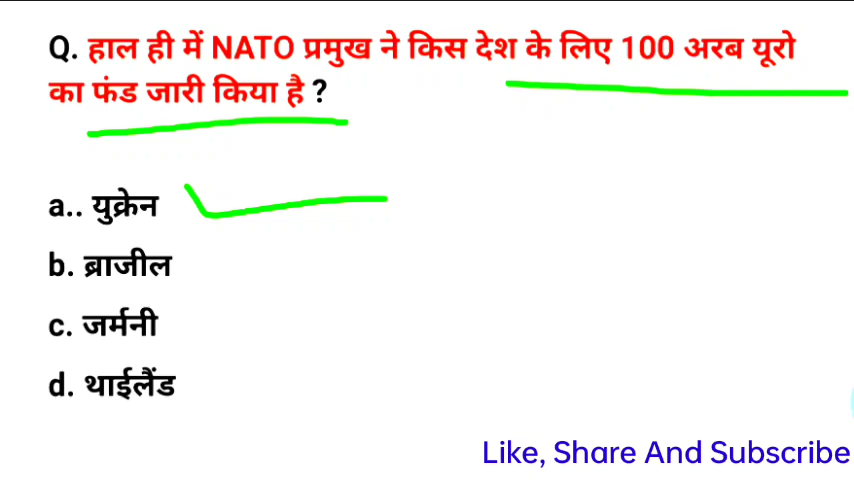 Q. हाल ही में NATO प्रमुख ने किस देश के लिए 100 अरब यूरो
का फंड जारी किया है ?
a.. युक्रेन
b. ब्राजील
c. जर्मनी
d. थाईलैंड
Like, Share And Subscribe